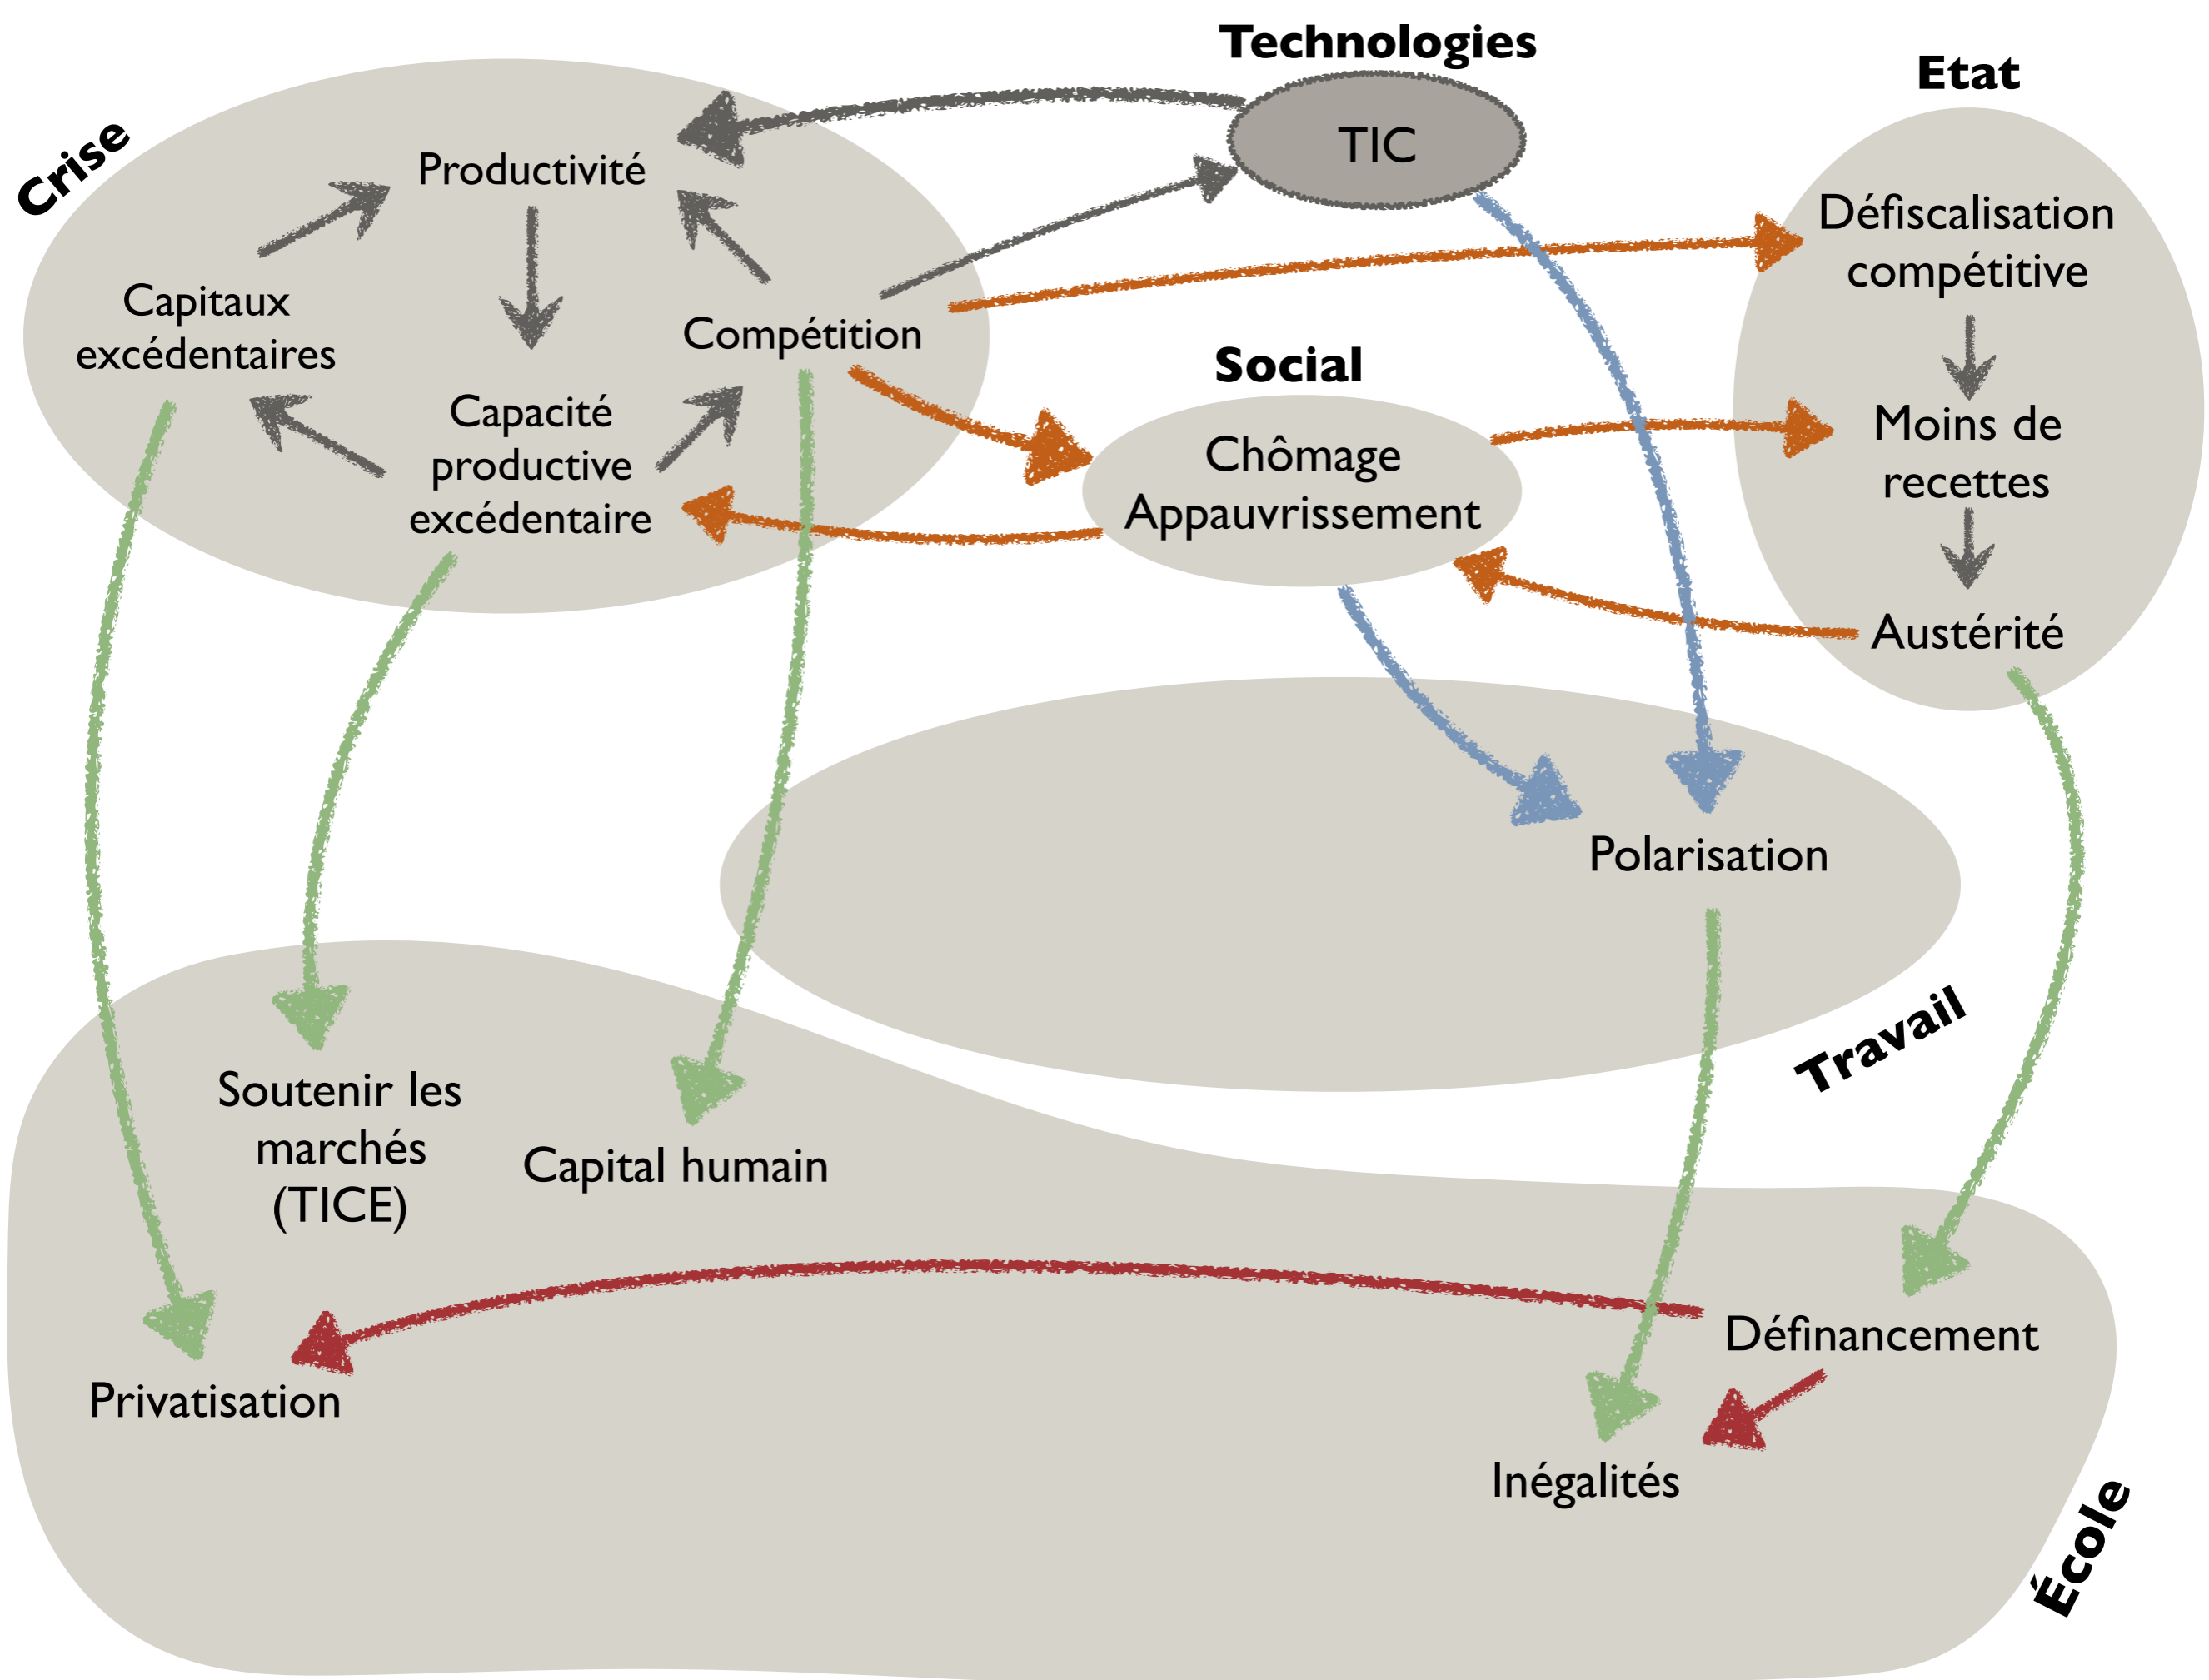 Technologies
Etat
Crise
TIC
Productivité
Défiscalisation
compétitive
Capitaux
excédentaires
Compétition
Social
Capacité
productive
excédentaire
Chômage
Appauvrissement
Moins de
recettes
Austérité
Polarisation
Travail
Soutenir les
marchés
(TICE)
Capital humain
Définancement
Privatisation
Inégalités
École